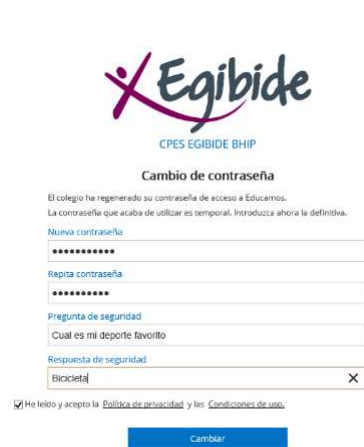 Egibide
CPES EGIBIDE BHIP
Cambio de contraseña
El colegio ha regenerado su contraseña de acceso a Educamos.
La contraseña que acaba de utilizar es temporal. Introduzca ahora la definitiva.
Nueva contraseña
•••••••••••
Repita contraseña
••••••••••
Pregunta de seguridad
Cual es mi deporte favorito
Respuesta de seguridad
Bicicleta
He leído y acepto la Política de privacidad y las Condiciones de uso.
Cambiar